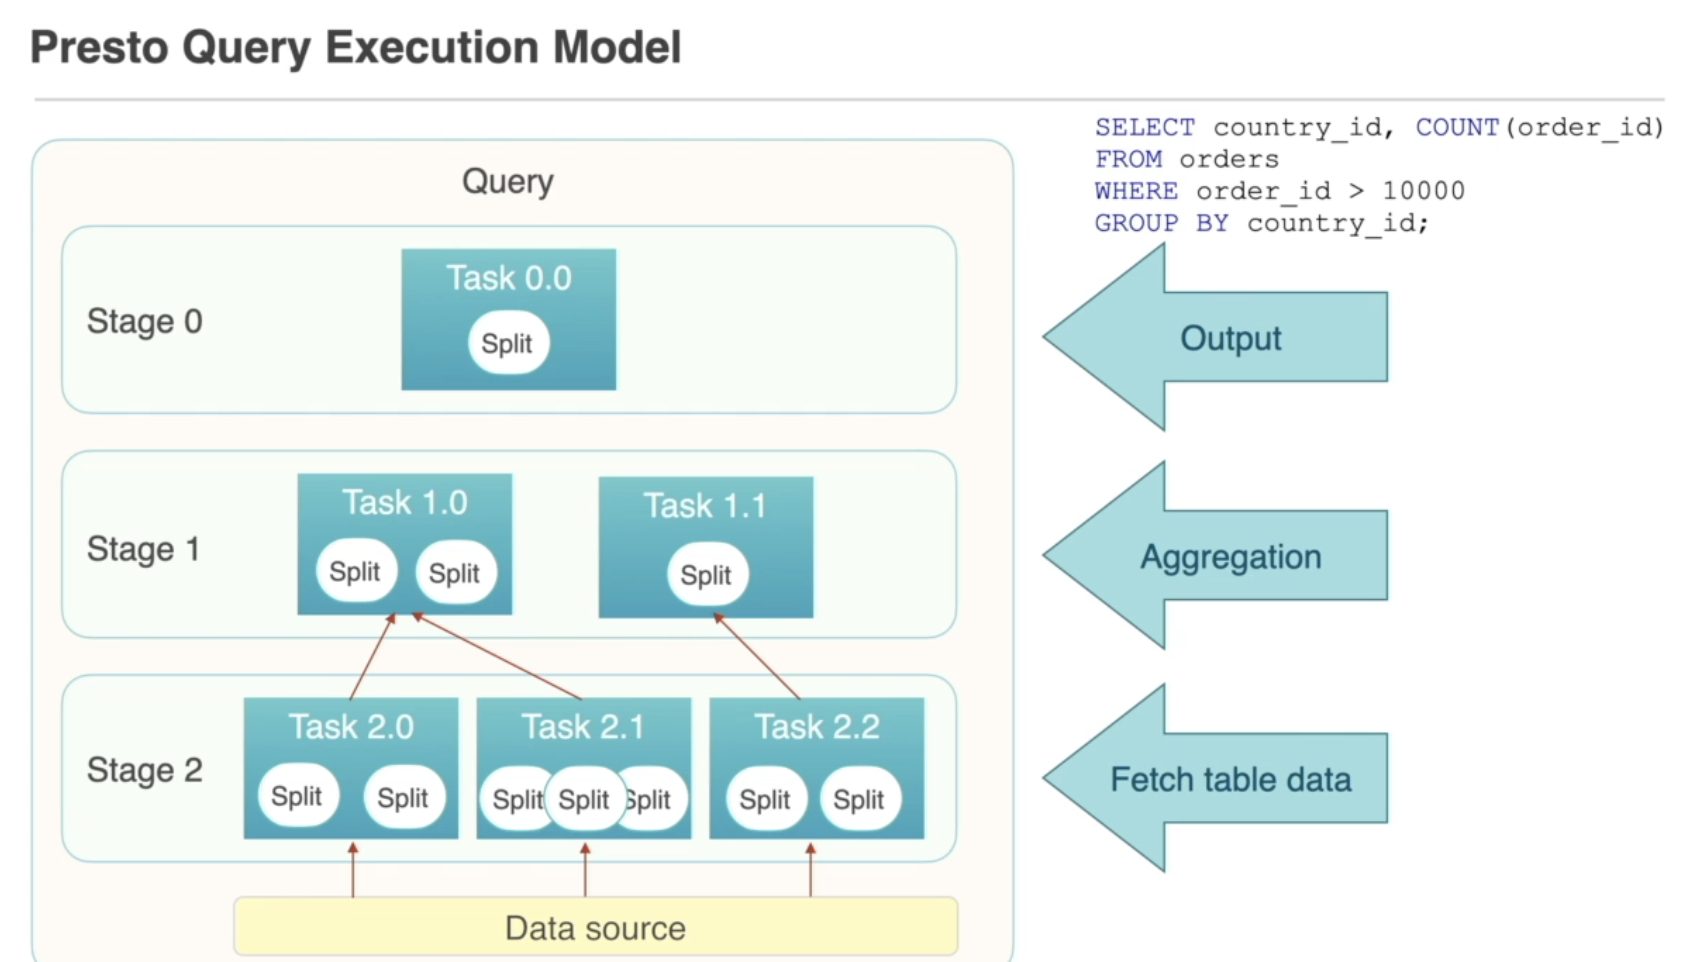 Presto Query Execution Model
SELECT country_id, COUNT(order_id)
FROM orders
WHERE order_id > 10000
GROUP BY country_id;
Query
Stage 0
Task 0.0
Split
Output
Stage 1
Task 1.0
Split Split
Task 1.1
Split
Aggregation
Stage 2
Task 2.0
Split Split
Task 2.1
Split Split Split
Task 2.2
Split Split
Fetch table data
Data source